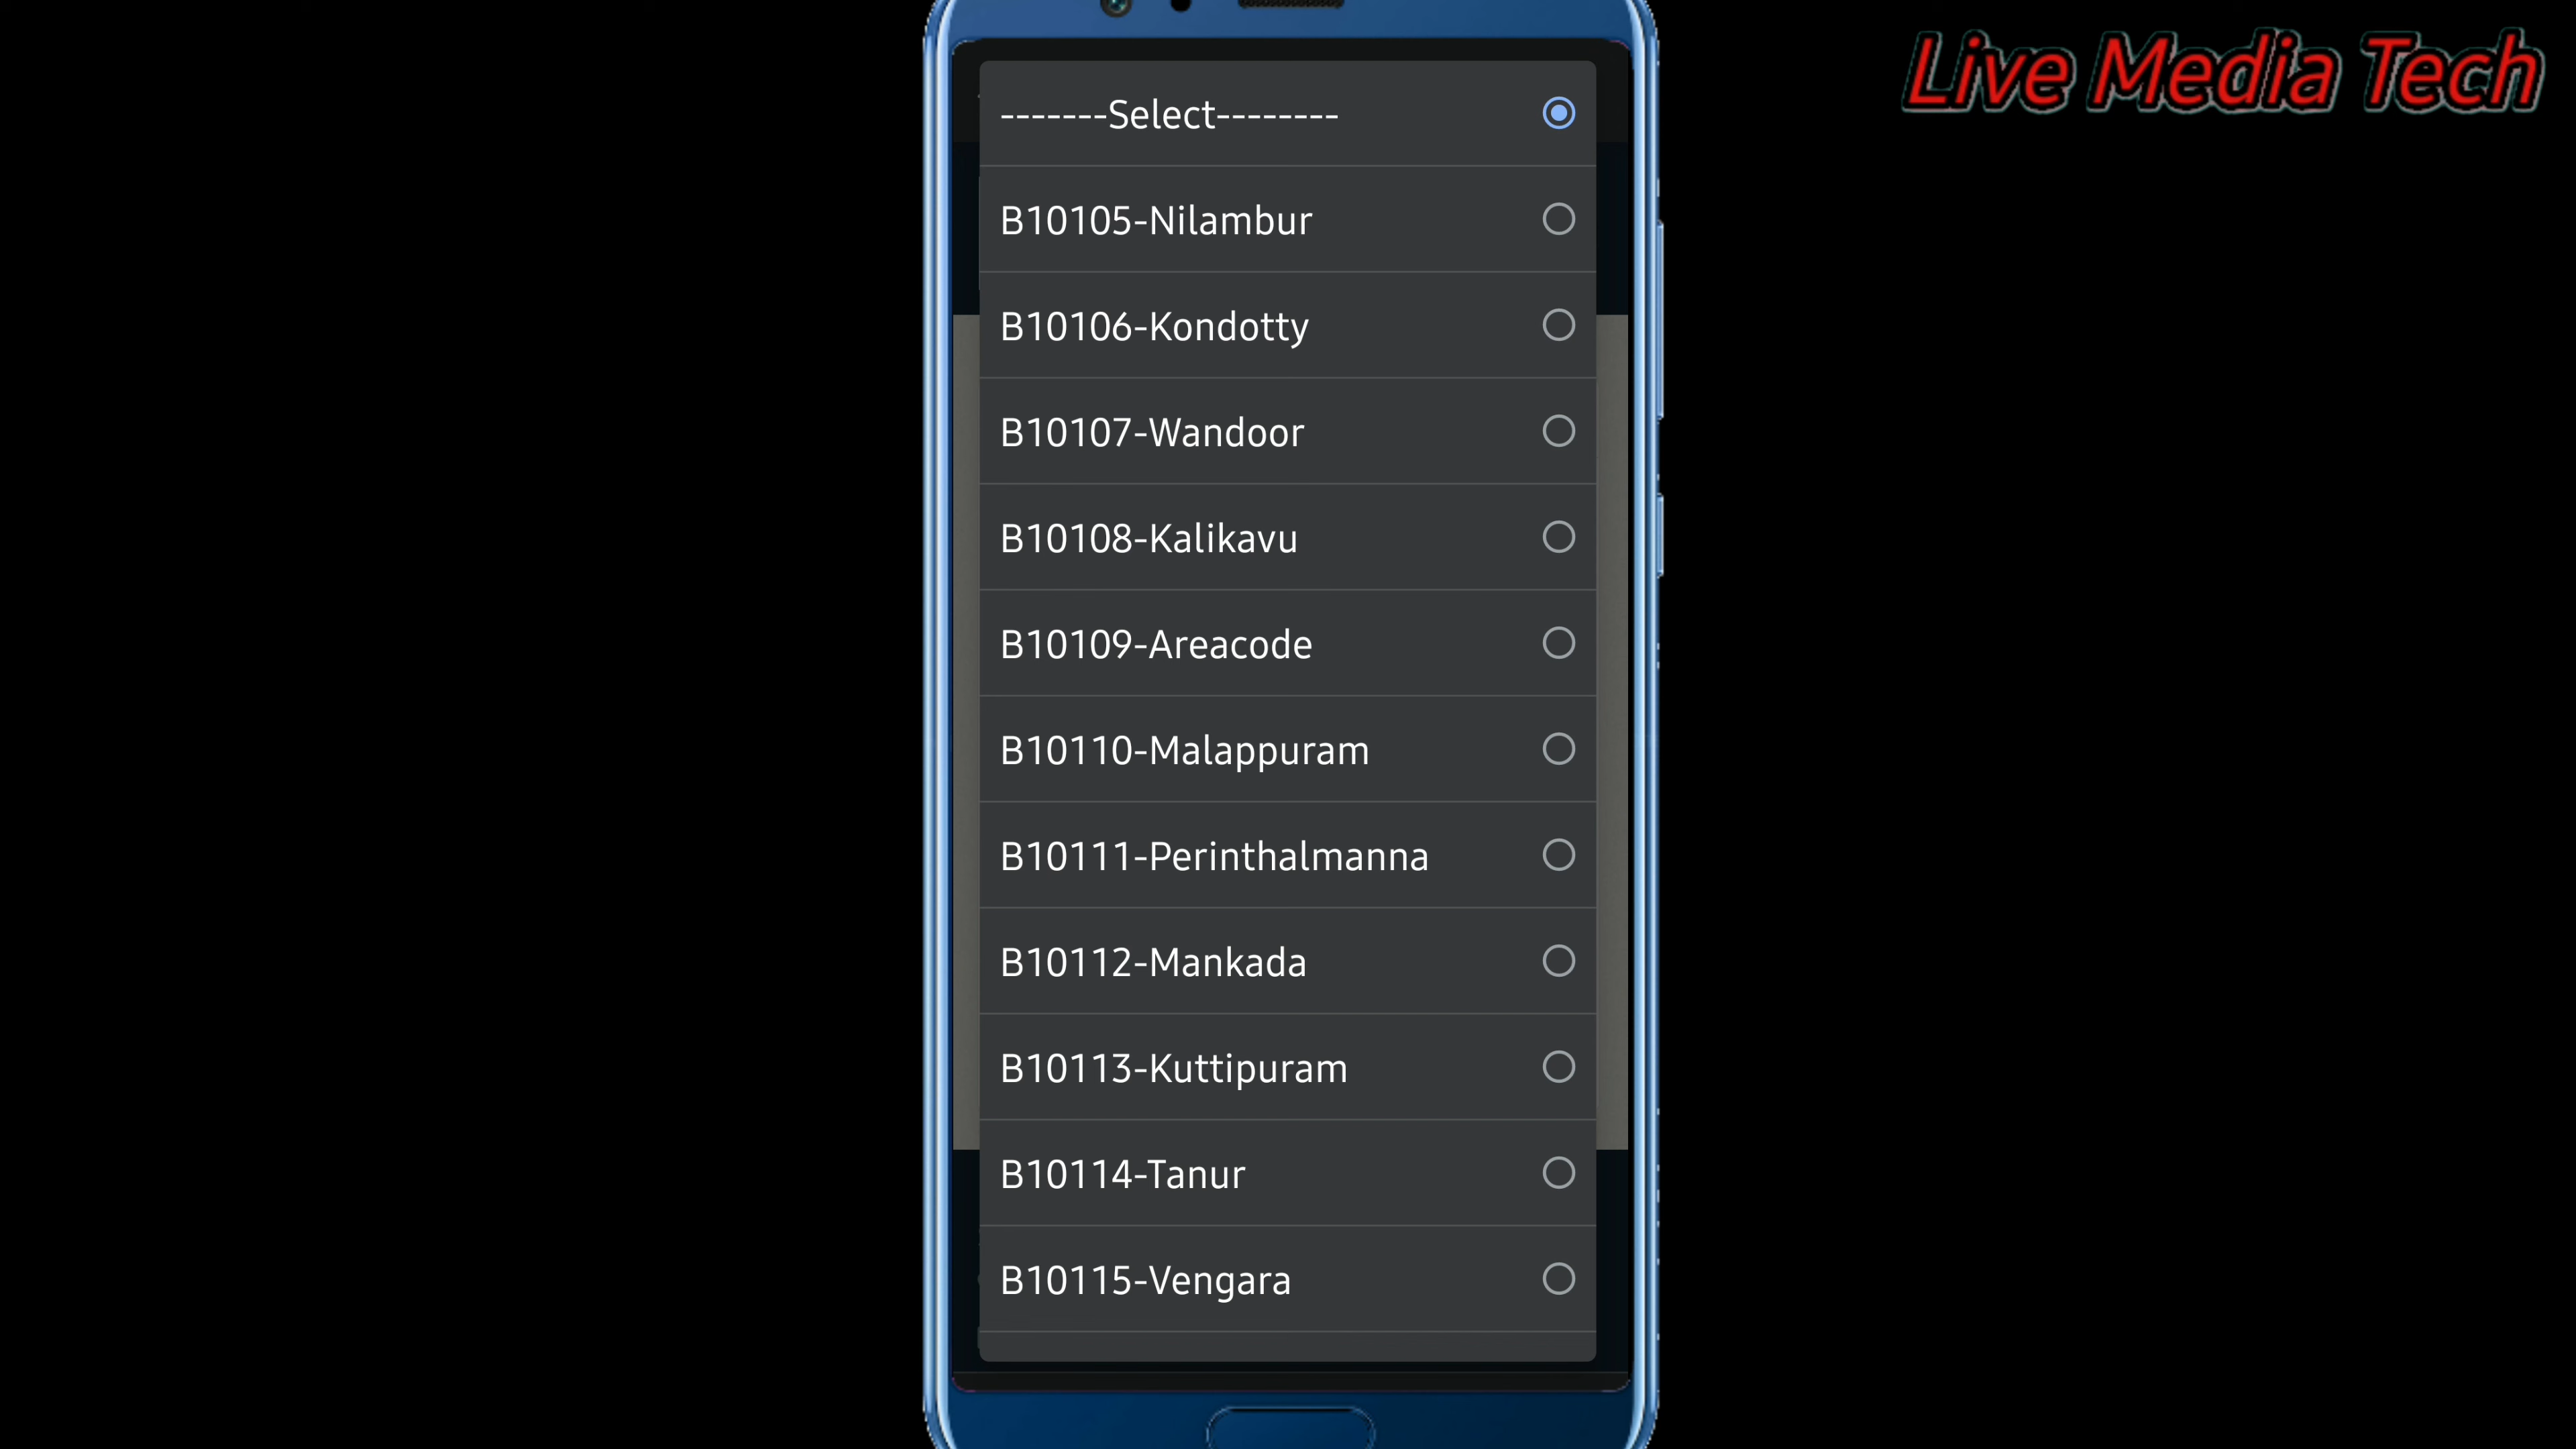 Live Media Tech
-------Select--------
B10105-Nilambur
B10106-Kondotty
B10107-Wandoor
B10108-Kalikavu
B10109-Areacode
B10110-Malappuram
B10111-Perinthalmanna
B10112-Mankada
B10113-Kuttipuram
B10114-Tanur
B10115-Vengara